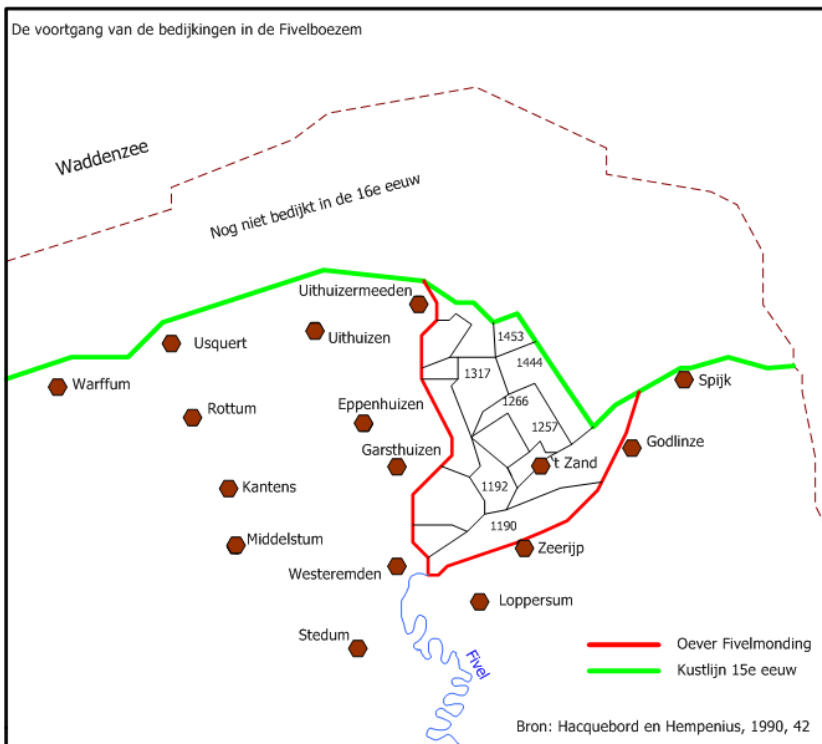 De voortgang van de bedijkingen in de Fivelboezem
Waddenzee
Nog niet bedijkt in de 16e eeuw
Uithuizermeeden
Uithuizen
Usquert
Warffum
Rottum
Eppenhuizen
Garsthuizen
Kantens
Middelstum
Westeremden
Stedum
Loppersum
Zeerijp
't Zand
Godlinze
Spijk
1453
1444
1317
1266
1257
1192
1190
Fivel
Oever Fivelmonding
Kustlijn 15e eeuw
Bron: Hacquebord en Hempenius, 1990, 42